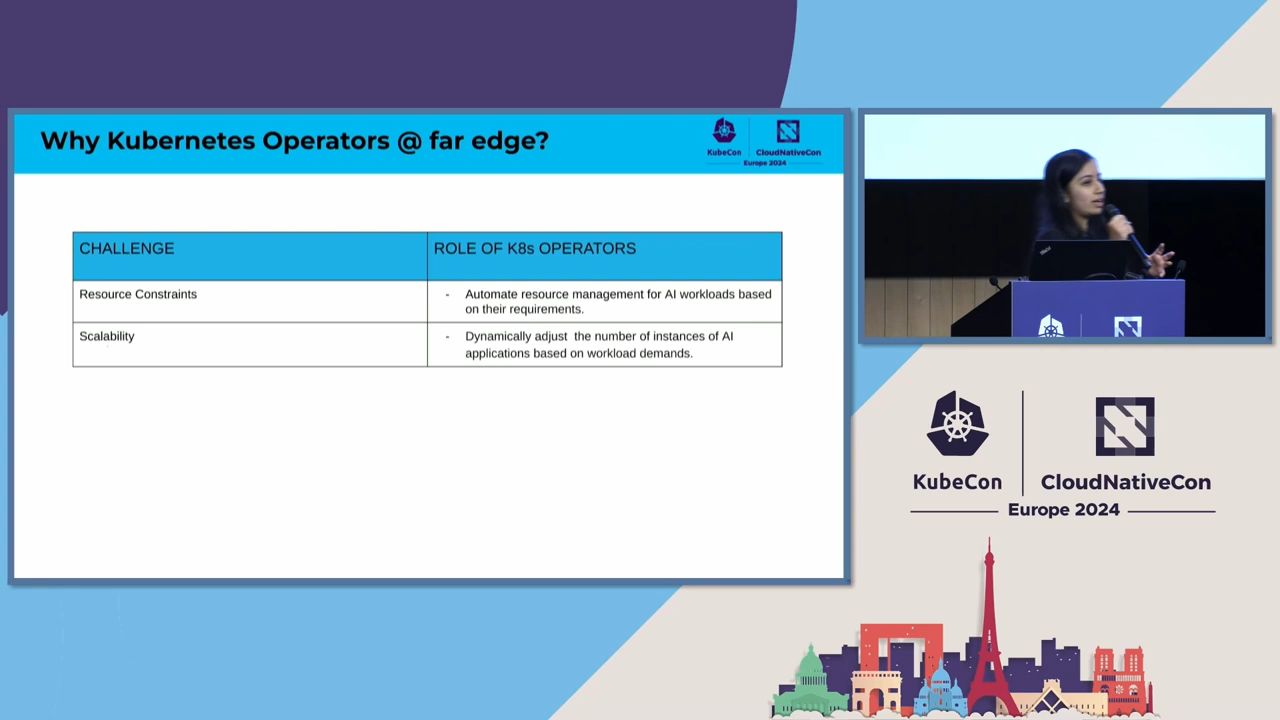 Why Kubernetes Operators @ far edge?
KubeCon
CloudNativeCon
Europe 2024
CHALLENGE
ROLE OF K8s OPERATORS
Resource Constraints
- Automate resource management for AI workloads based
on their requirements.
Scalability
- Dynamically adjust the number of instances of AI
applications based on workload demands.
KubeCon
CloudNativeCon
Europe 2024